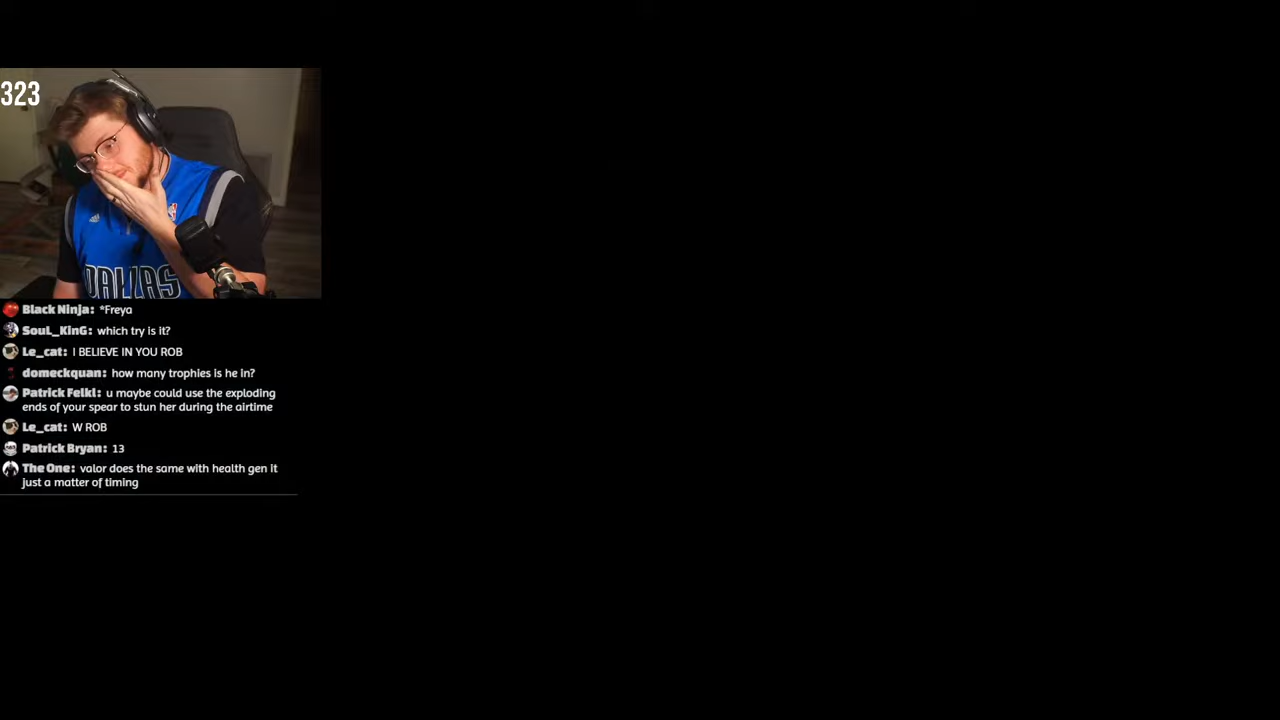 323
DALLAS
Black Ninja: *Freya
SouL_KinG: which try is it?
Le_cat: I BELIEVE IN YOU ROB
domeckquan: how many trophies is he in?
Patrick Felkl: u maybe could use the exploding
ends of your spear to stun her during the airtime
Le_cat: W ROB
Patrick Bryan: 13
The One: valor does the same with health gen it
just a matter of timing